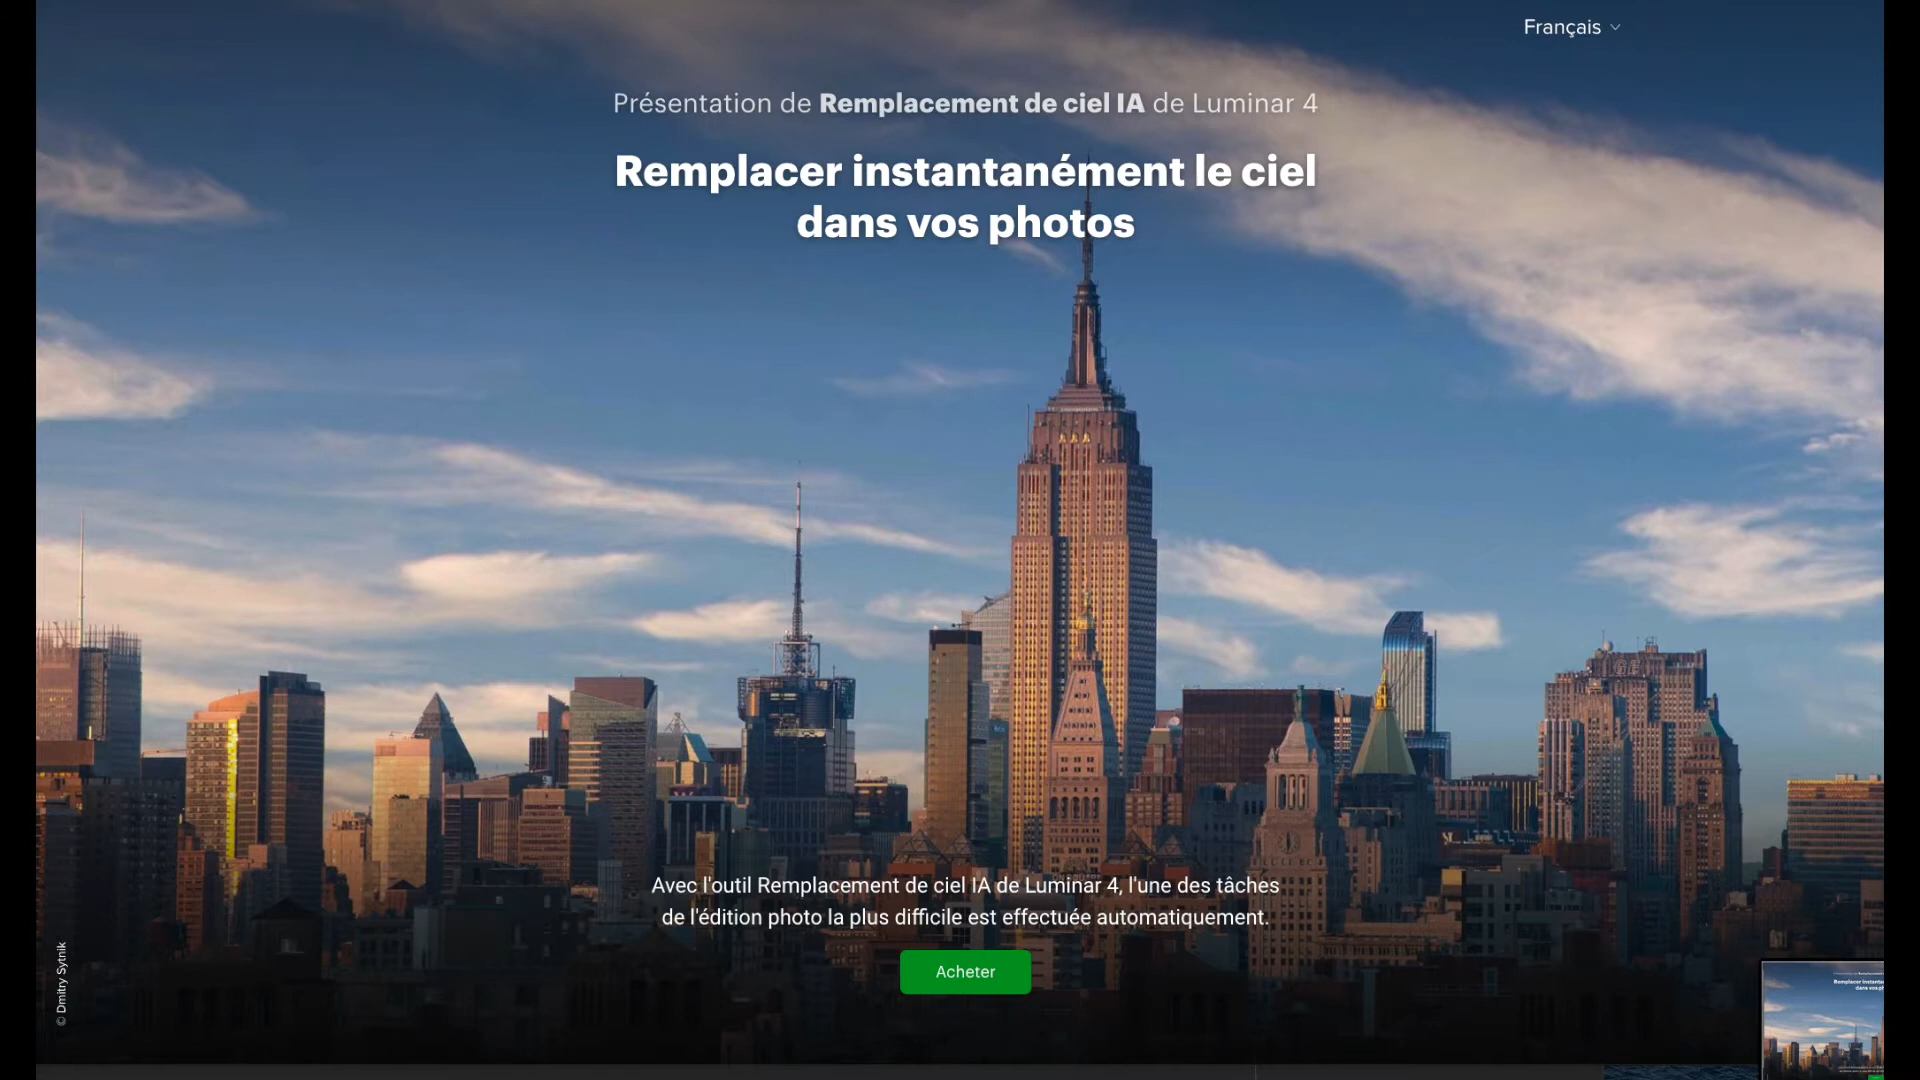 Français
Présentation de Remplacement de ciel IA de Luminar 4
Remplacer instantanément le ciel
dans vos photos
Avec l'outil Remplacement de ciel IA de Luminar 4, l'une des tâches
de l'édition photo la plus difficile est effectuée automatiquement.
Acheter
© Dmitry Sytnik